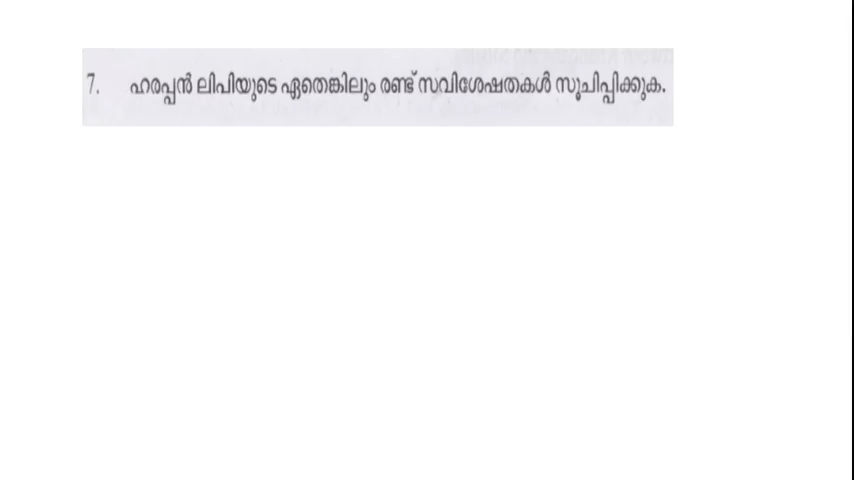 7. ഹരപ്പൻ ലിപിയുടെ ഏതെങ്കിലും രണ്ട് സവിശേഷതകൾ സൂചിപ്പിക്കുക.